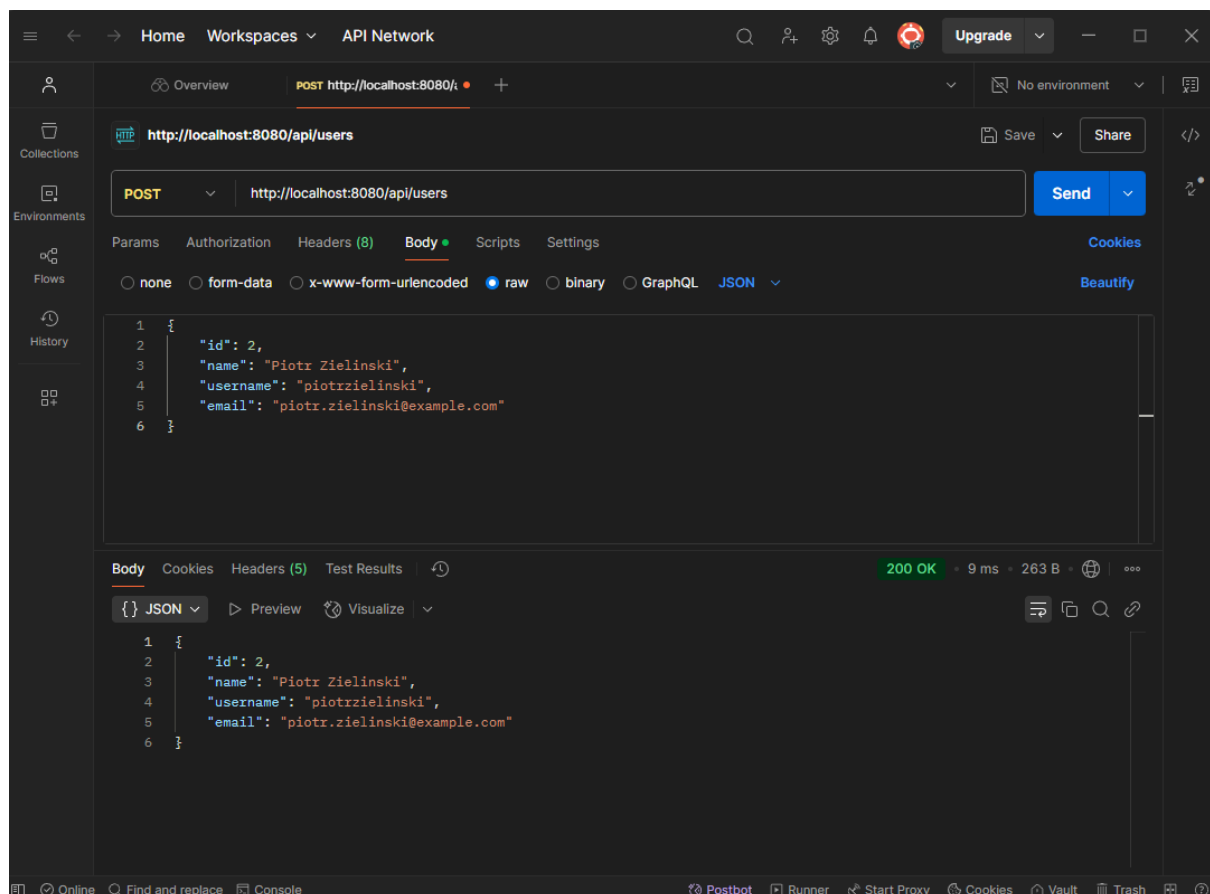 Home Workspaces API Network Upgrade
Overview POST http://localhost:8080/a No environment
HTTP http://localhost:8080/api/users Save Share
Collections
POST http://localhost:8080/api/users Send
Environments
Params Authorization Headers (8) Body Scripts Settings Cookies
Flows
none form-data x-www-form-urlencoded raw binary GraphQL JSON Beautify
History
1 {
2 "id": 2,
3 "name": "Piotr Zielinski",
4 "username": "piotrzielinski",
5 "email": "piotr.zielinski@example.com"
6 }
Body Cookies Headers (5) Test Results 200 OK • 9 ms • 263 B •
{} JSON Preview Visualize
1 {
2 "id": 2,
3 "name": "Piotr Zielinski",
4 "username": "piotrzielinski",
5 "email": "piotr.zielinski@example.com"
6 }
Online Find and replace Console Postbot Runner Start Proxy Cookies Vault Trash